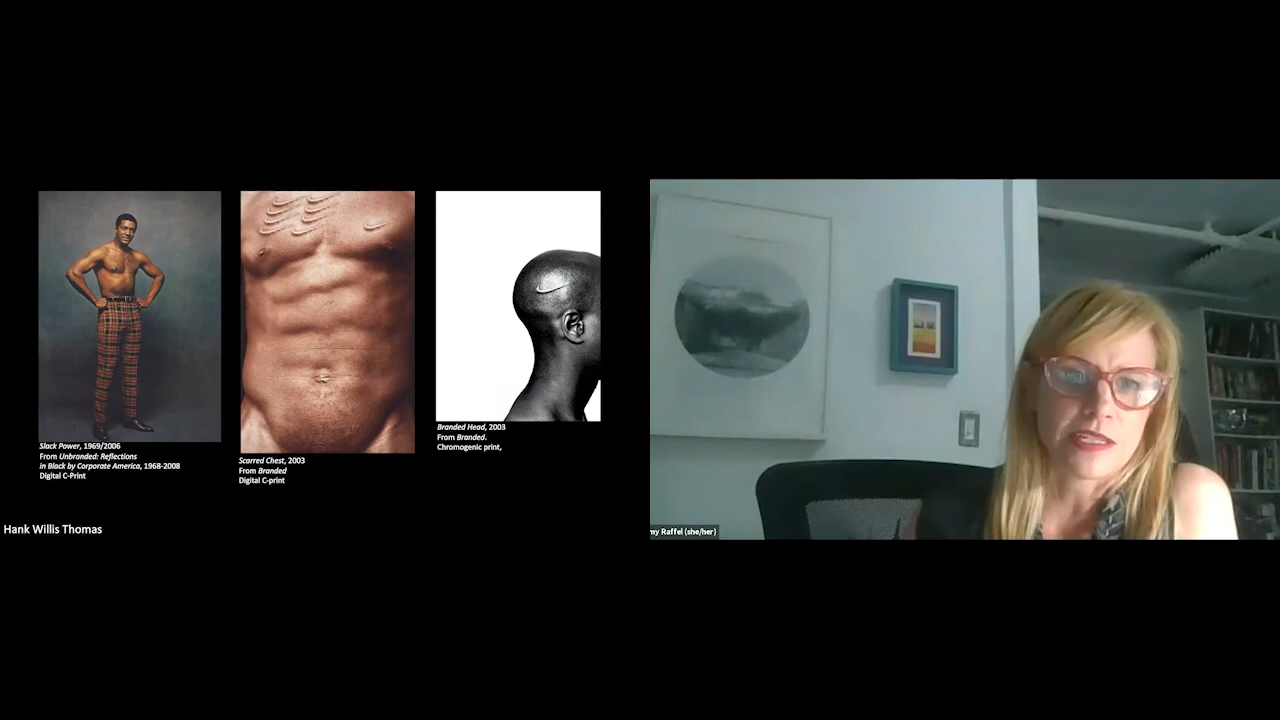 Slack Power, 1969/2006
From Unbranded: Reflections
in Black by Corporate America, 1968-2008
Digital C-Print
Scarred Chest, 2003
From Branded
Digital C-print
Branded Head, 2003
From Branded.
Chromogenic print,
Hank Willis Thomas
my Raffel (she/her)